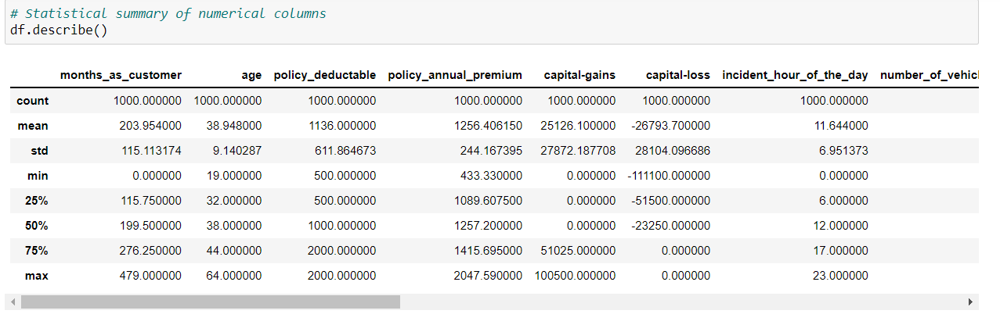 # Statistical summary of numerical columns
df.describe()
months_as_customer age policy_deductable policy_annual_premium capital-gains capital-loss incident_hour_of_the_day number_of_vehicl
count 1000.000000 1000.000000 1000.000000 1000.000000 1000.000000 1000.000000 1000.000000
mean 203.954000 38.948000 1136.000000 1256.406150 25126.100000 -26793.700000 11.644000
std 115.113174 9.140287 611.864673 244.167395 27872.187708 28104.096686 6.951373
min 0.000000 19.000000 500.000000 433.330000 0.000000 -111100.000000 0.000000
25% 115.750000 32.000000 500.000000 1089.607500 0.000000 -51500.000000 6.000000
50% 199.500000 38.000000 1000.000000 1257.200000 0.000000 -23250.000000 12.000000
75% 276.250000 44.000000 2000.000000 1415.695000 51025.000000 0.000000 17.000000
max 479.000000 64.000000 2000.000000 2047.590000 100500.000000 0.000000 23.000000